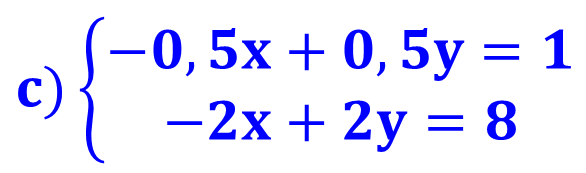 c) { −0,5x + 0,5y = 1
−2x + 2y = 8